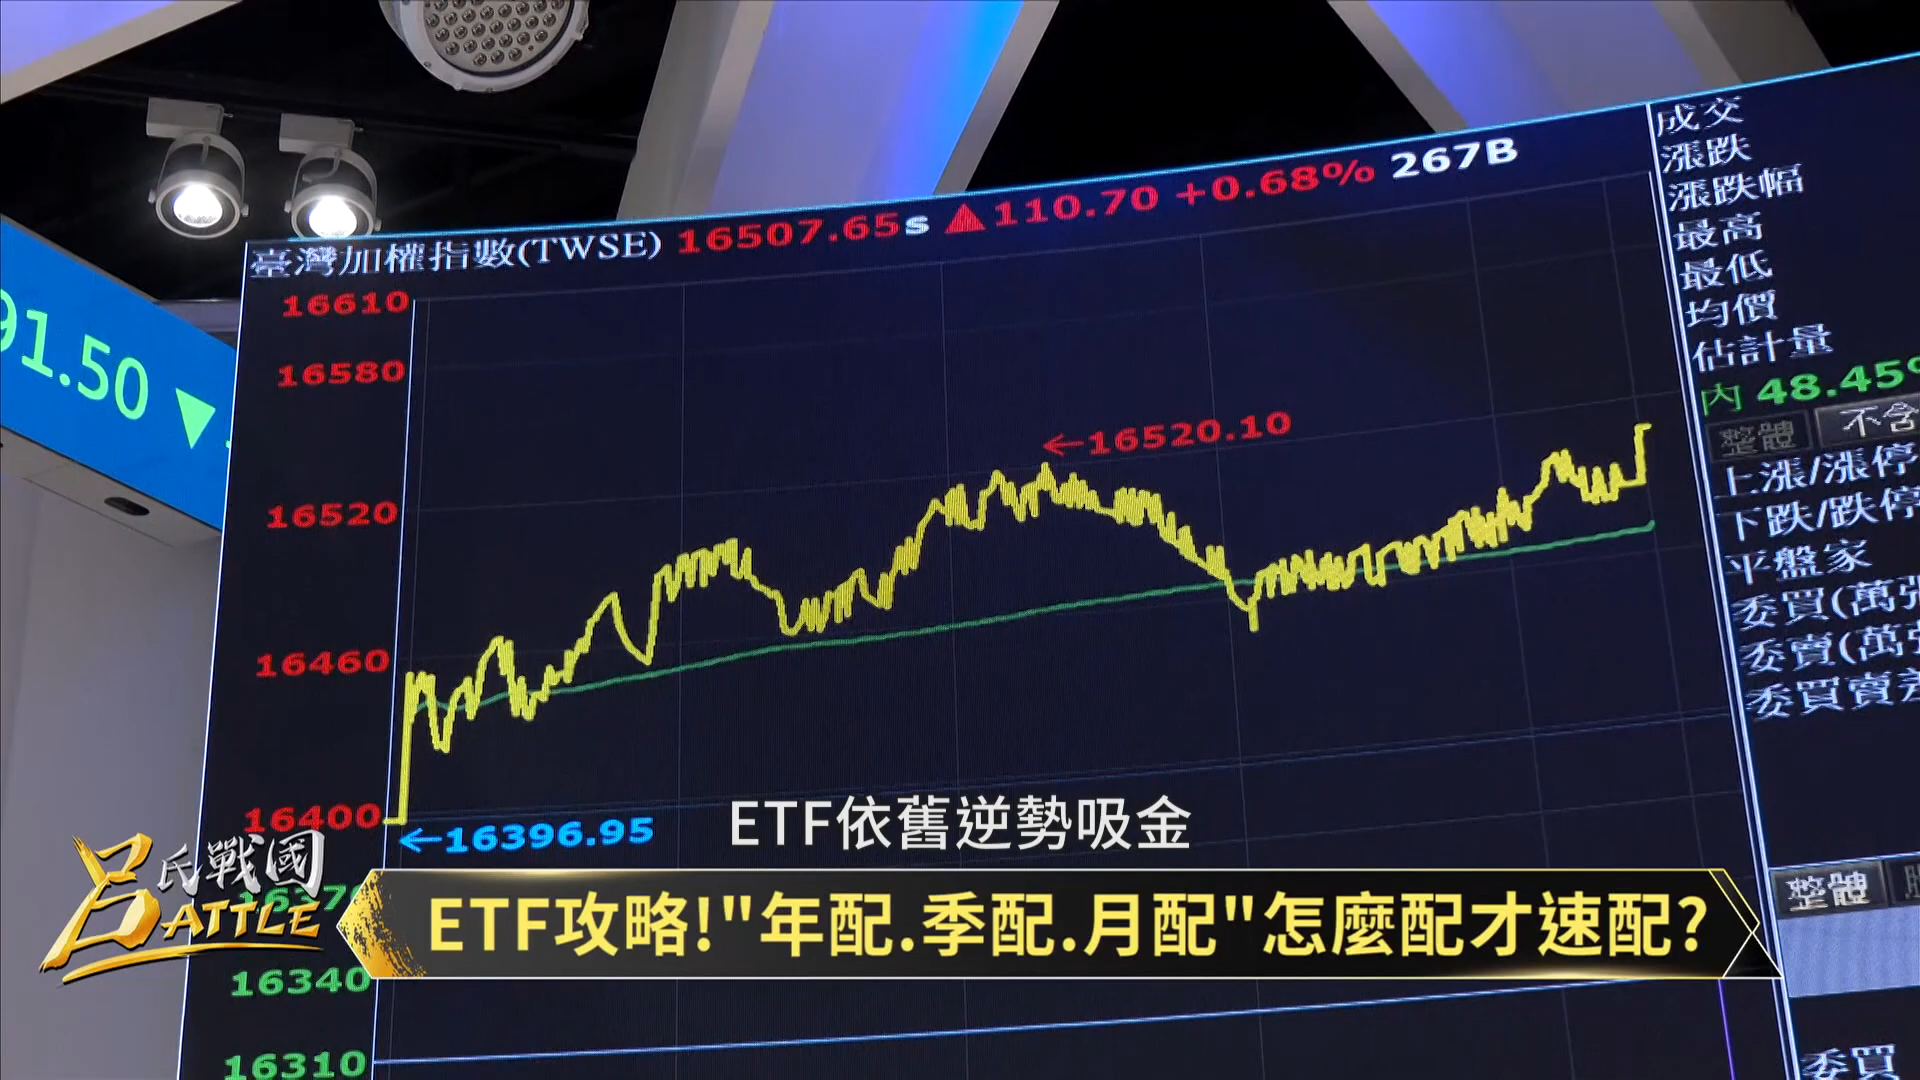 臺灣加權指數(TWSE) 16507.65s ▲110.70 +0.68% 267B
16610
16580
16520
16460
16400
16340
16310
←16520.10
←16396.95
91.50 ▼
成交
漲跌
漲跌幅
最高
最低
均價
估計量
內 48.45%
整體 不含
上漲/漲停
下跌/跌停
平盤家
委買(萬張
委賣(萬張
委買賣差
整體
委買
ETF依舊逆勢吸金
呂氏戰國
BATTLE
ETF攻略!"年配.季配.月配"怎麼配才速配?